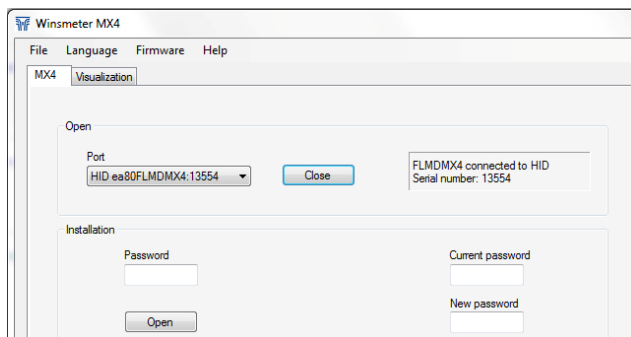 Winsmeter MX4
File Language Firmware Help
MX4 Visualization
Open
Port
HID ea80FLMDMX4:13554 Close
FLMDMX4 connected to HID
Serial number: 13554
Installation
Password Current password
New password
Open